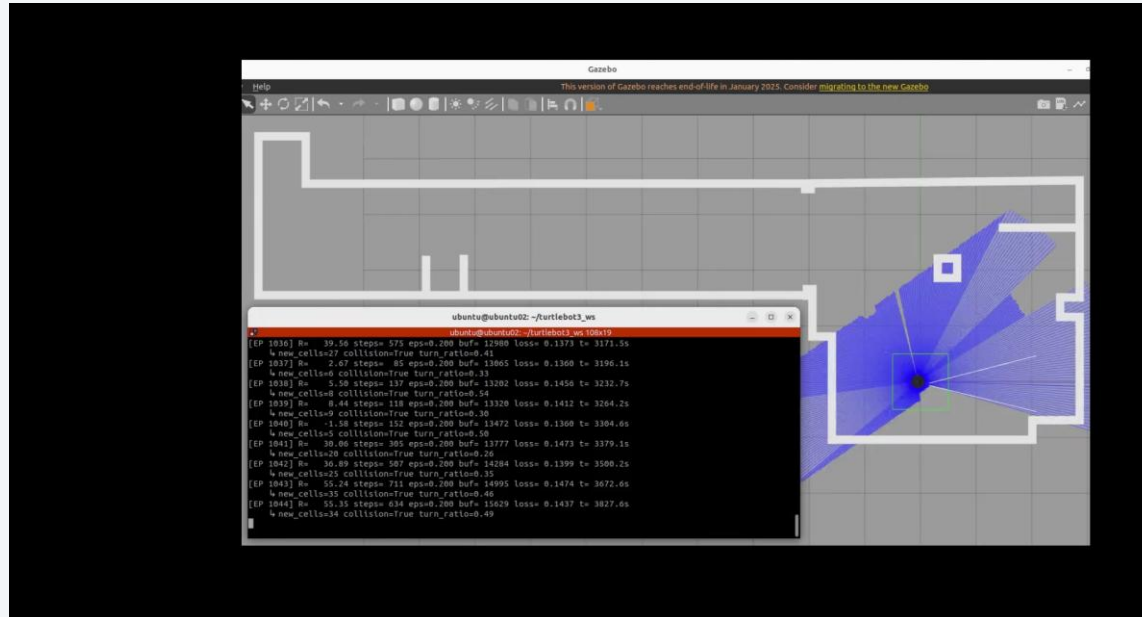 Gazebo
Help
This version of Gazebo reaches end-of-life in January 2025. Consider migrating to the new Gazebo
ubuntu@ubuntu02: ~/turtlebot3_ws
ubuntu@ubuntu02: ~/turtlebot3_ws 108x19
[EP 1036] R= 39.56 steps= 575 eps=0.200 buf= 12980 loss= 0.1373 t= 3171.5s
↳ new_cells=27 collision=True turn_ratio=0.41
[EP 1037] R= 2.67 steps= 85 eps=0.200 buf= 13065 loss= 0.1360 t= 3196.1s
↳ new_cells=6 collision=True turn_ratio=0.33
[EP 1038] R= 5.50 steps= 137 eps=0.200 buf= 13202 loss= 0.1456 t= 3232.7s
↳ new_cells=8 collision=True turn_ratio=0.54
[EP 1039] R= 8.44 steps= 118 eps=0.200 buf= 13320 loss= 0.1412 t= 3264.2s
↳ new_cells=9 collision=True turn_ratio=0.30
[EP 1040] R= -1.58 steps= 152 eps=0.200 buf= 13472 loss= 0.1360 t= 3304.6s
↳ new_cells=5 collision=True turn_ratio=0.50
[EP 1041] R= 30.06 steps= 305 eps=0.200 buf= 13777 loss= 0.1473 t= 3379.1s
↳ new_cells=20 collision=True turn_ratio=0.26
[EP 1042] R= 36.89 steps= 507 eps=0.200 buf= 14284 loss= 0.1399 t= 3500.2s
↳ new_cells=25 collision=True turn_ratio=0.35
[EP 1043] R= 55.24 steps= 711 eps=0.200 buf= 14995 loss= 0.1474 t= 3672.6s
↳ new_cells=35 collision=True turn_ratio=0.46
[EP 1044] R= 55.35 steps= 634 eps=0.200 buf= 15629 loss= 0.1437 t= 3827.6s
↳ new_cells=34 collision=True turn_ratio=0.49